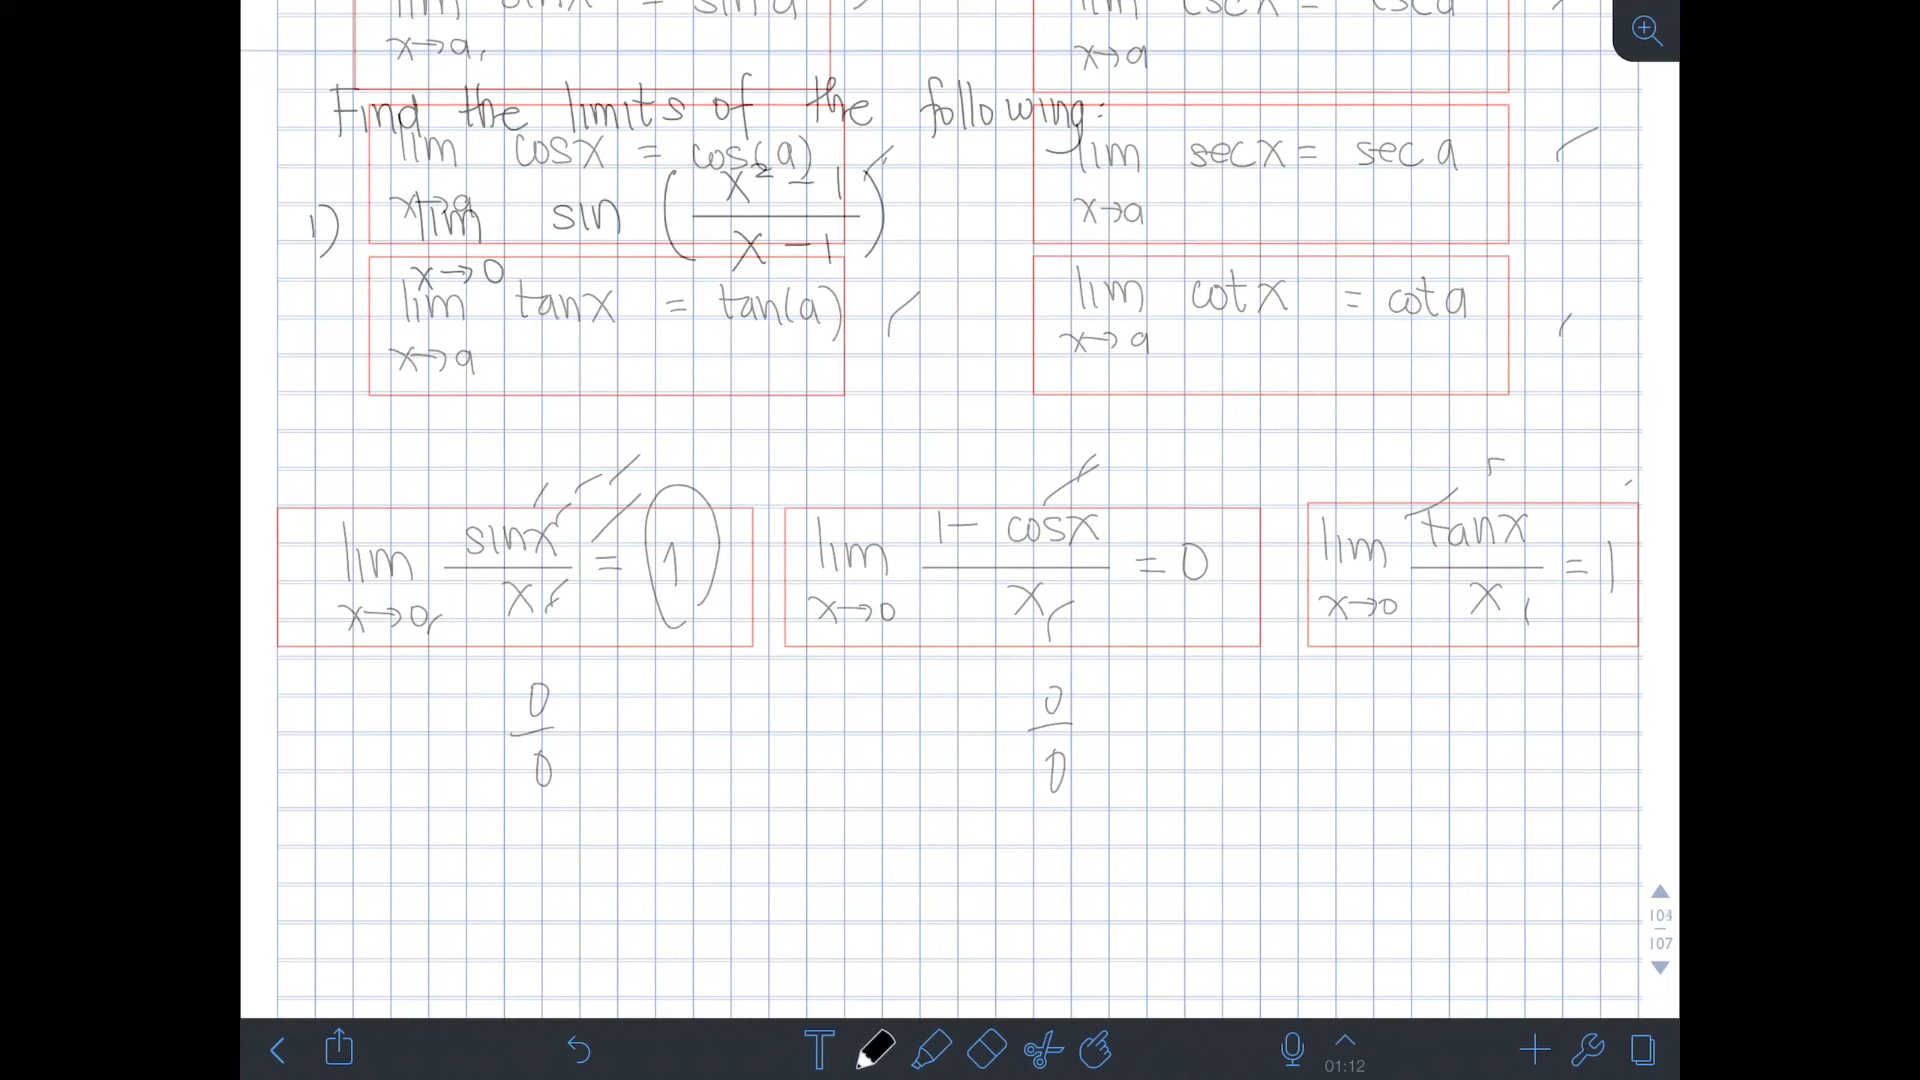 lim sinx = sin a
x→a
lim cscx = csca
x→a
Find the limits of the following:
lim cosx = cos(a)
x→a
lim secx = sec a
x→a
1) lim sin (x² - 1 / x - 1)
x→0
lim tanx = tan(a)
x→a
lim cotx = cota
x→a
lim sinx / x = 1
x→0
lim 1 - cosx / x = 0
x→0
lim tanx / x = 1
x→0
0/0
0/0
107
T
01:12